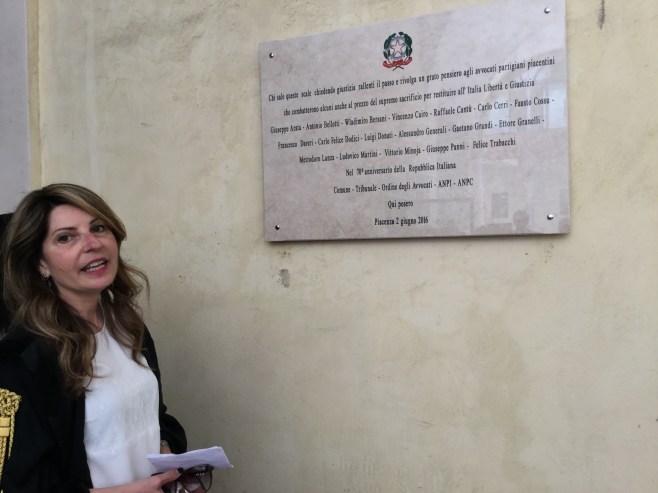 Chi sale queste scale chiedendo giustizia rallenti il passo e rivolga un grato pensiero agli avvocati partigiani piacentini
che combatterono alcuni anche al prezzo del supremo sacrificio per restituire all' Italia Libertà e Giustizia
Giuseppe Arata - Antonio Bellotti - Wladimiro Bersani - Vincenzo Cairo - Raffaele Cantù - Carlo Cerri - Fausto Cossu -
Francesco Daveri - Carlo Felice Dodici - Luigi Donati - Alessandro Generali - Gaetano Grandi - Ettore Granelli -
Metrodoro Lanza - Ludovico Martini - Vittorio Minoja - Giuseppe Panni - Felice Trabacchi
Nel 70° anniversario della Repubblica Italiana
Comune - Tribunale - Ordine degli Avvocati - ANPI - ANPC
Qui posero
Piacenza 2 giugno 2016